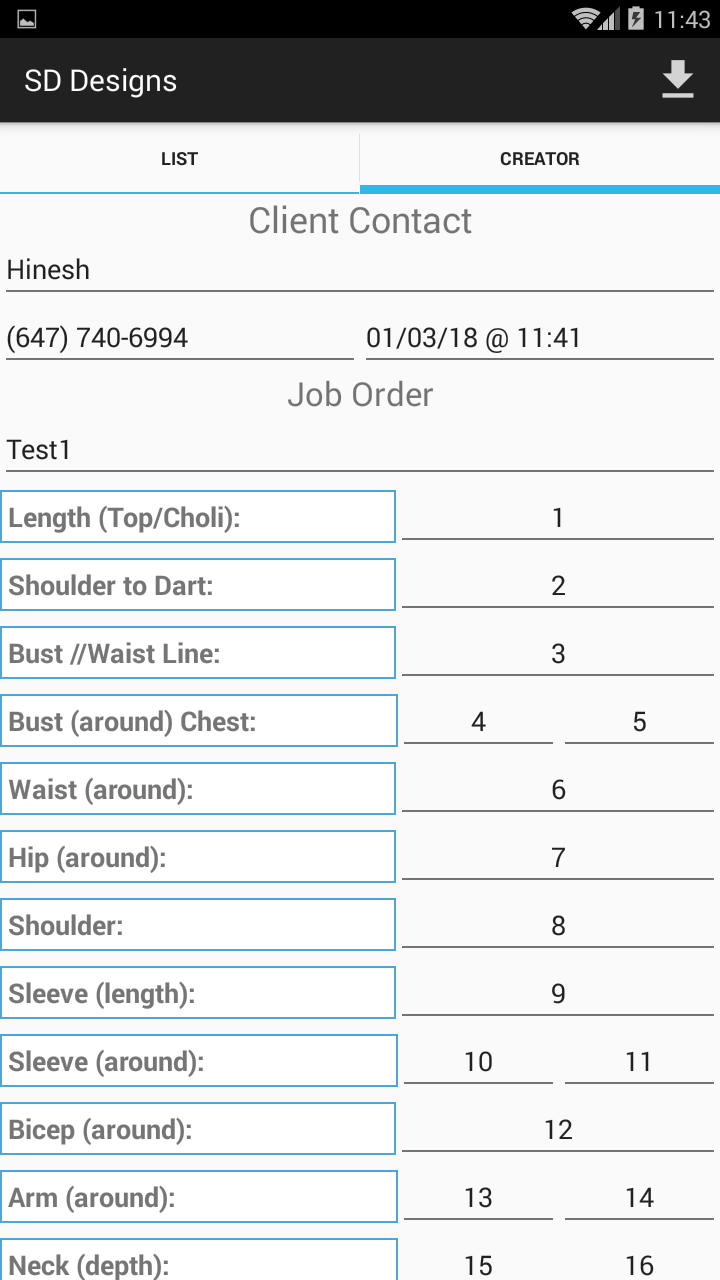 11:43
SD Designs
LIST CREATOR
Client Contact
Hinesh
(647) 740-6994 01/03/18 @ 11:41
Job Order
Test1
Length (Top/Choli): 1
Shoulder to Dart: 2
Bust //Waist Line: 3
Bust (around) Chest: 4 5
Waist (around): 6
Hip (around): 7
Shoulder: 8
Sleeve (length): 9
Sleeve (around): 10 11
Bicep (around): 12
Arm (around): 13 14
Neck (depth): 15 16